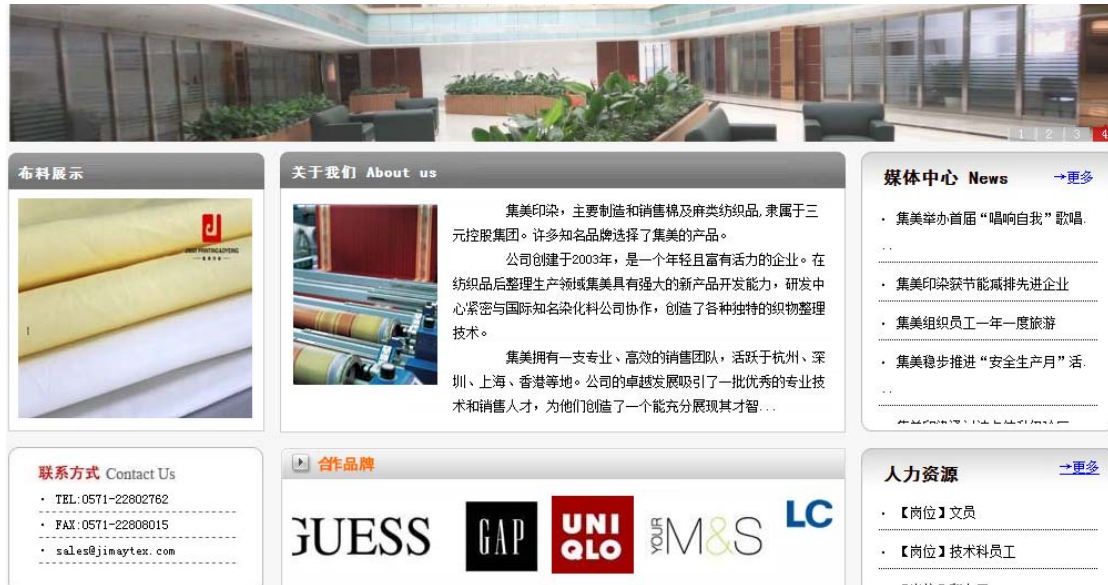 1 2 3 4
布料展示
JIMAY PRINTING&DYEING
关于我们 About us
集美印染，主要制造和销售棉及麻类纺织品,隶属于三
元控股集团。许多知名品牌选择了集美的产品。
公司创建于2003年，是一个年轻且富有活力的企业。在
纺织品后整理生产领域集美具有强大的新产品开发能力，研发中
心紧密与国际知名染化料公司协作，创造了各种独特的织物整理
技术。
集美拥有一支专业、高效的销售团队，活跃于杭州、深
圳、上海、香港等地。公司的卓越发展吸引了一批优秀的专业技
术和销售人才，为他们创造了一个能充分展现其才智...
媒体中心 News →更多
· 集美举办首届“唱响自我”歌唱.
..
· 集美印染获节能减排先进企业
· 集美组织员工一年一度旅游
· 集美稳步推进“安全生产月”活.
..
联系方式 Contact Us
· TEL:0571-22802762
· FAX:0571-22808015
· sales@jimaytex.com
合作品牌
GUESS GAP UNI QLO YOUR M&S LC
人力资源 →更多
· 【岗位】文员
· 【岗位】技术科员工